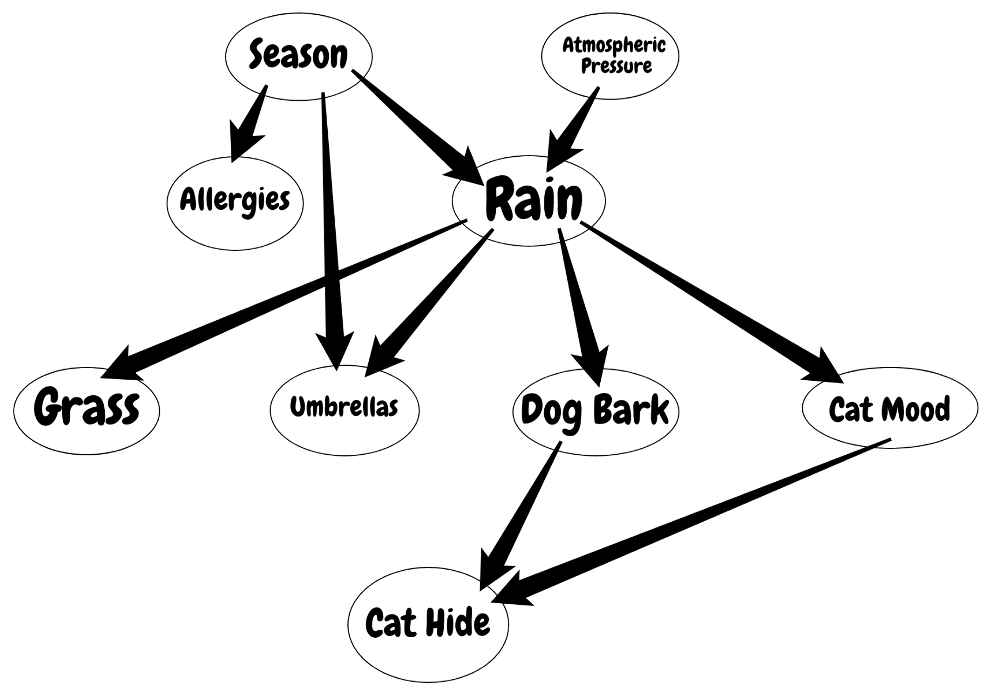 Season
Atmospheric
Pressure
Allergies
Rain
Grass
Umbrellas
Dog Bark
Cat Mood
Cat Hide